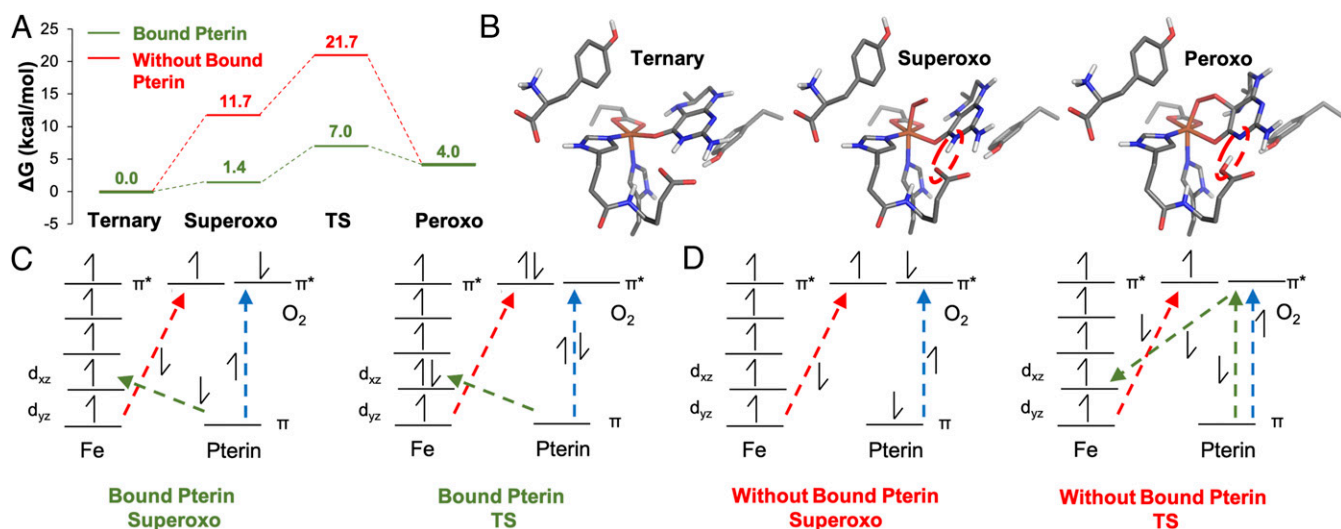 A
25
20
15
10
5
0
-5
ΔG (kcal/mol)
Bound Pterin
Without Bound
Pterin
0.0
11.7
1.4
21.7
7.0
4.0
Ternary
Superoxo
TS
Peroxo
B
Ternary
Superoxo
Peroxo
C
π*
π*
O2
dxz
dyz
π
Fe
Pterin
Bound Pterin
Superoxo
π*
π*
O2
dxz
dyz
π
Fe
Pterin
Bound Pterin
TS
D
π*
π*
O2
dxz
dyz
π
Fe
Pterin
Without Bound Pterin
Superoxo
π*
π*
O2
dxz
dyz
π
Fe
Pterin
Without Bound Pterin
TS